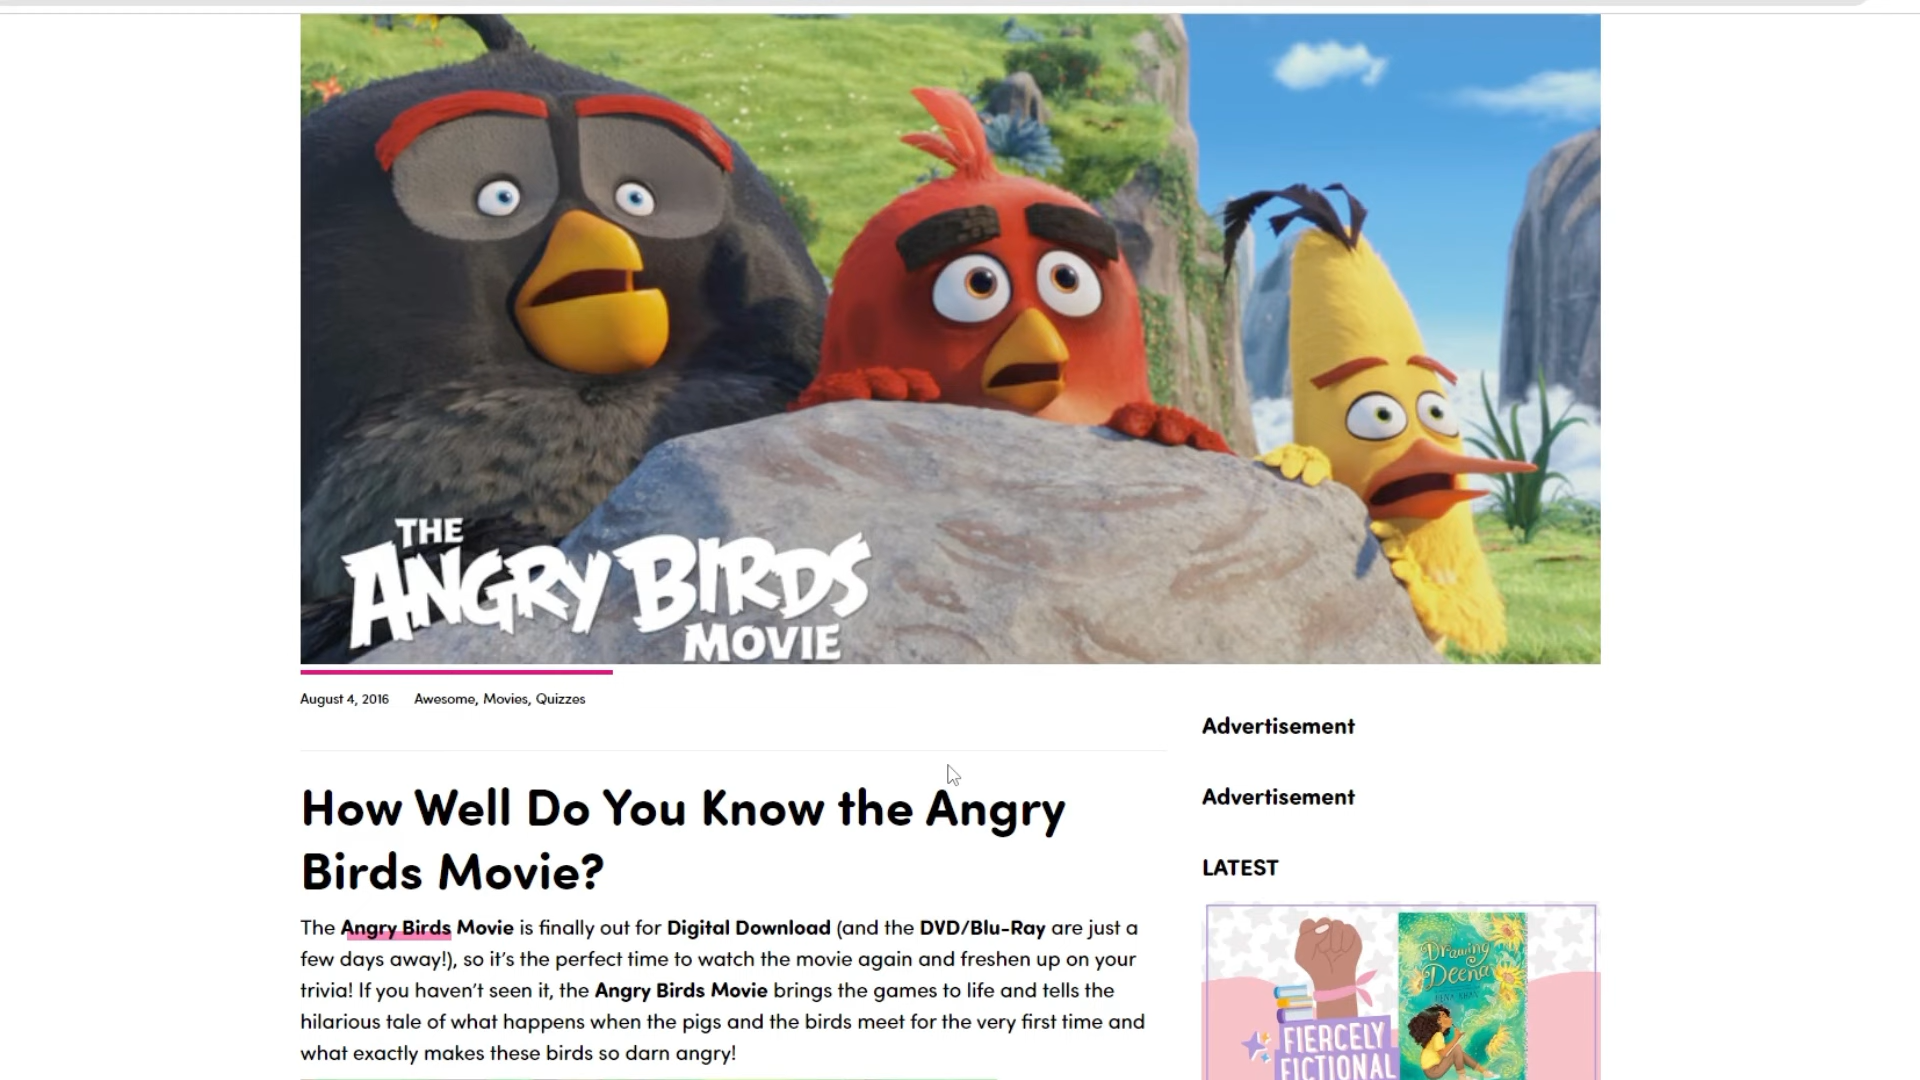 THE
ANGRY BIRDS
MOVIE
August 4, 2016 Awesome, Movies, Quizzes
How Well Do You Know the Angry
Birds Movie?
The Angry Birds Movie is finally out for Digital Download (and the DVD/Blu-Ray are just a
few days away!), so it's the perfect time to watch the movie again and freshen up on your
trivia! If you haven't seen it, the Angry Birds Movie brings the games to life and tells the
hilarious tale of what happens when the pigs and the birds meet for the very first time and
what exactly makes these birds so darn angry!
Advertisement
Advertisement
LATEST
FIERCELY
FICTIONAL
Drawing
Deena